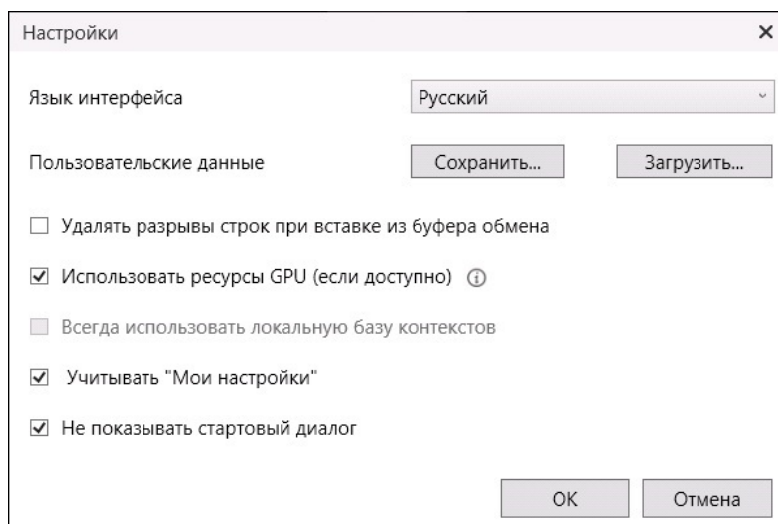 Настройки
Язык интерфейса Русский
Пользовательские данные Сохранить... Загрузить...
Удалять разрывы строк при вставке из буфера обмена
Использовать ресурсы GPU (если доступно)
Всегда использовать локальную базу контекстов
Учитывать "Мои настройки"
Не показывать стартовый диалог
OK Отмена